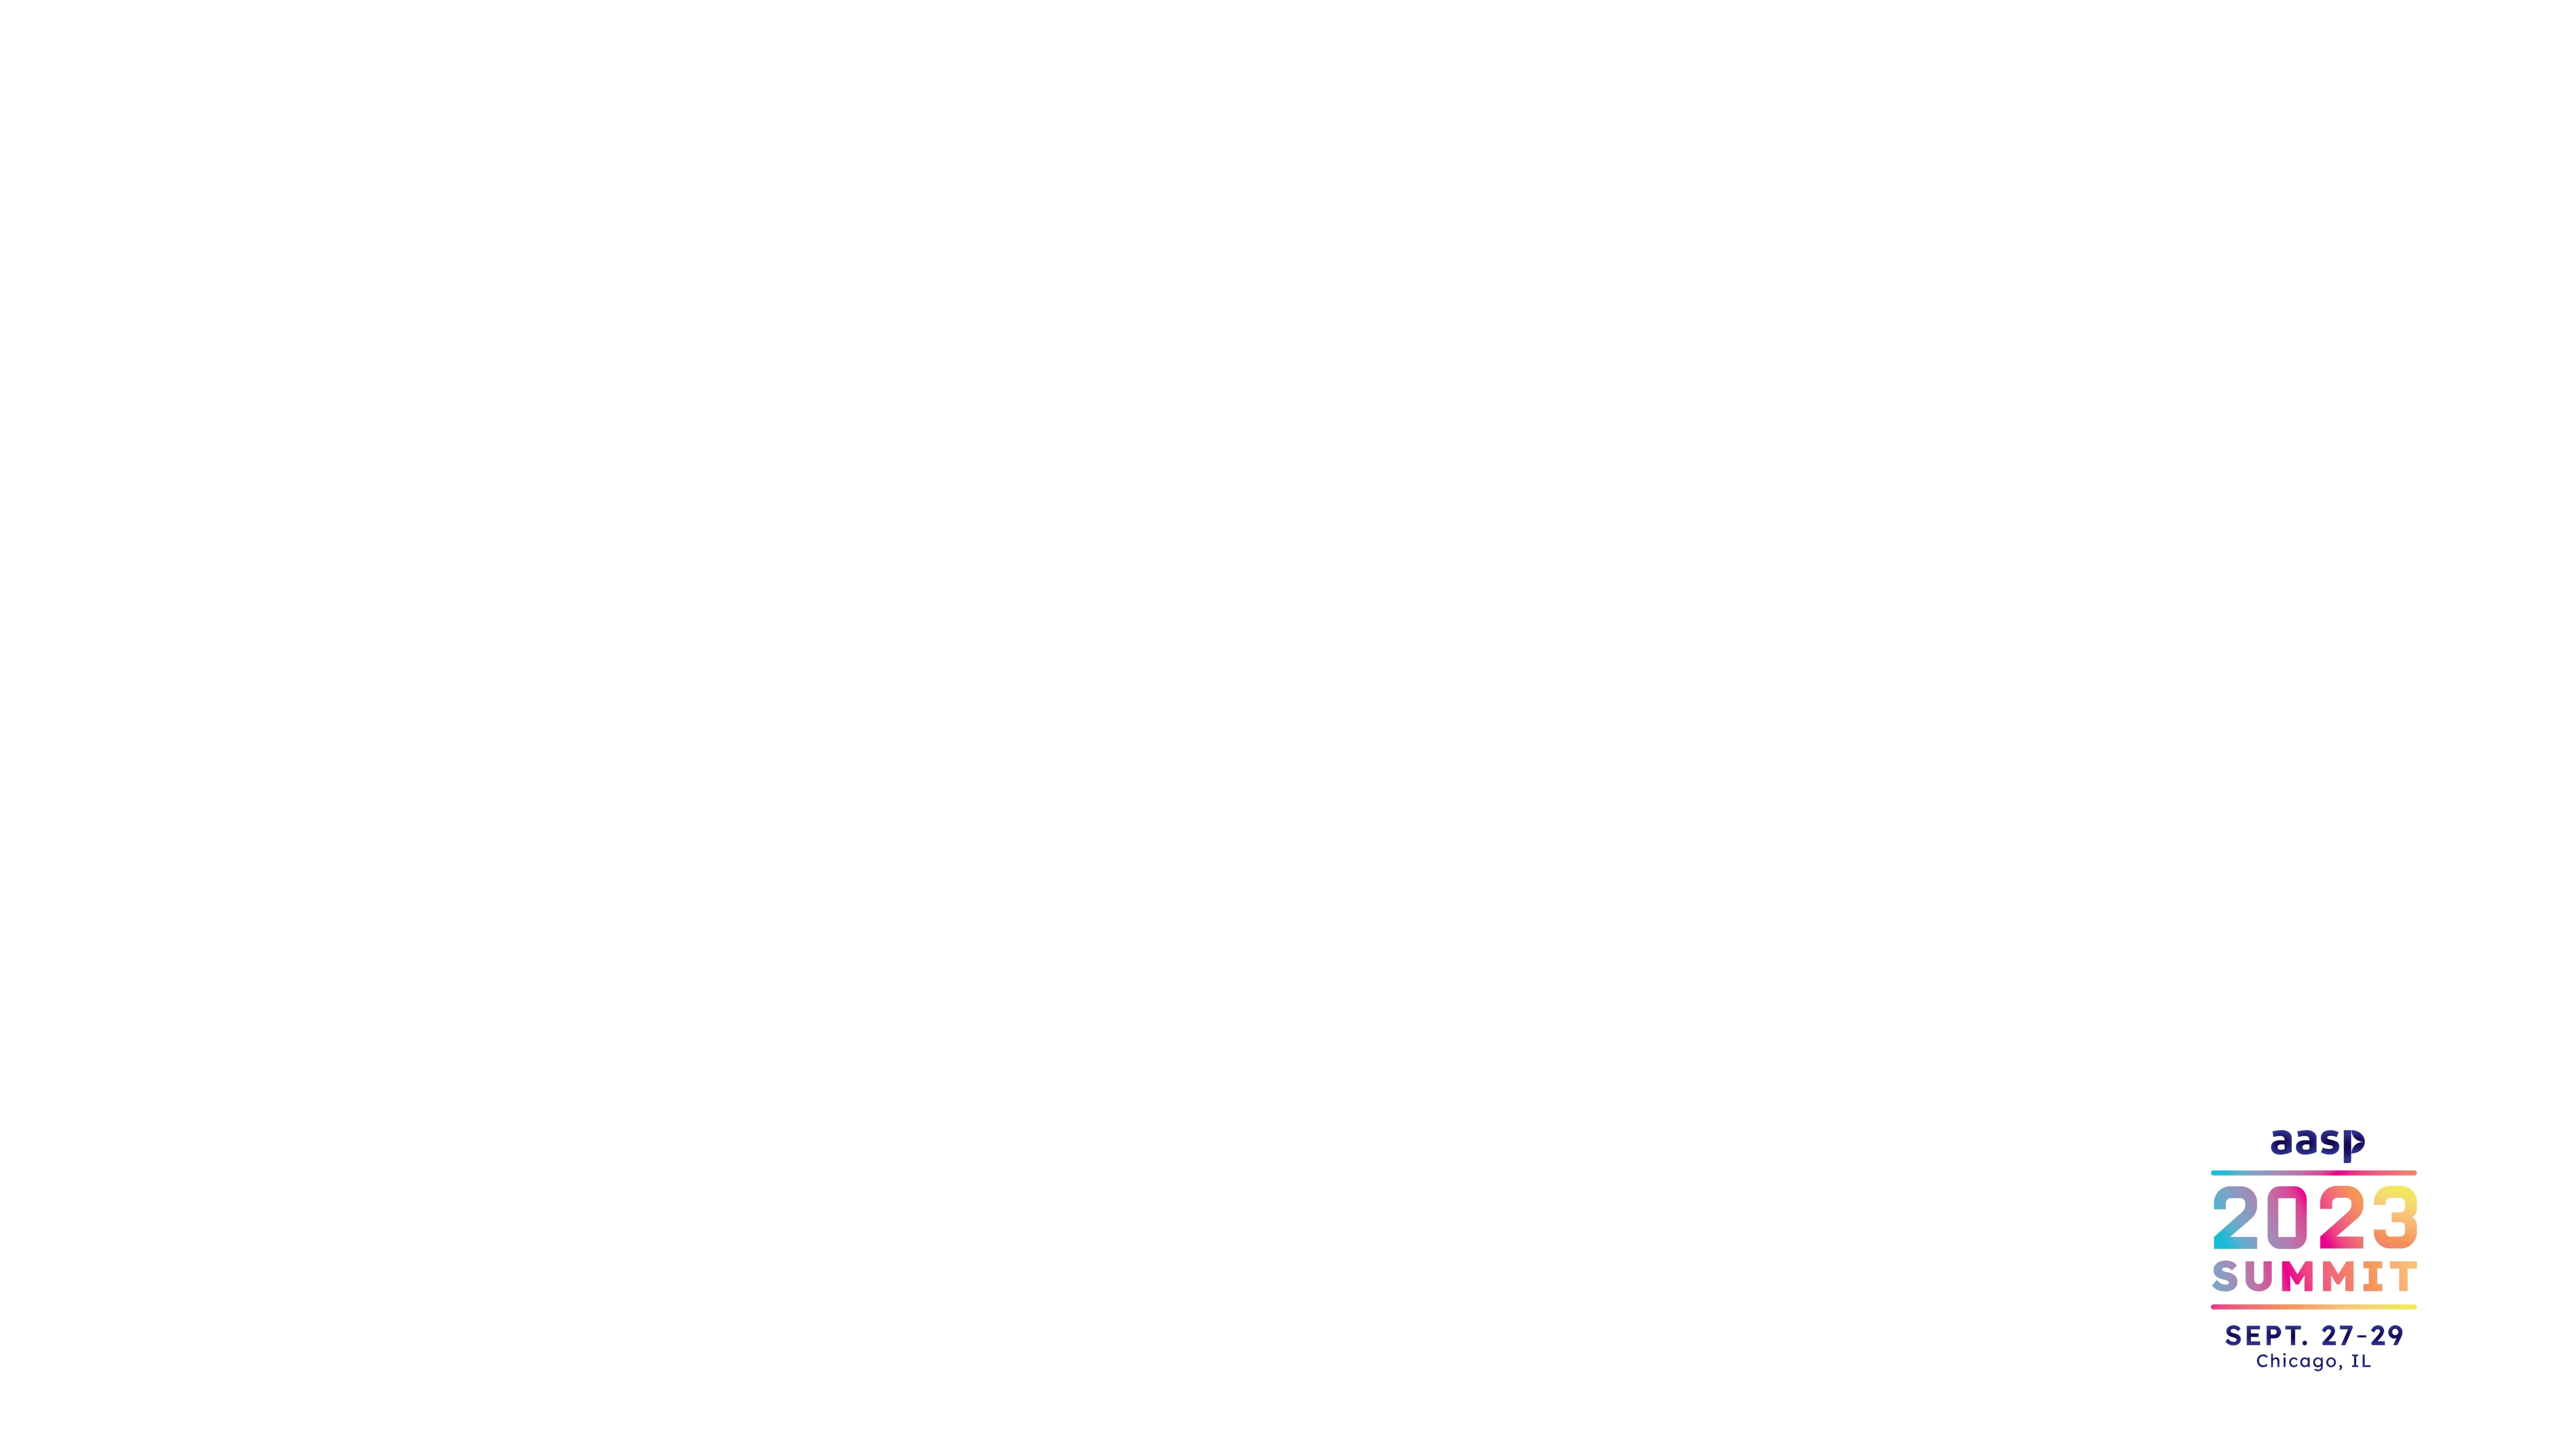 aasp
2023
SUMMIT
SEPT. 27-29
Chicago, IL